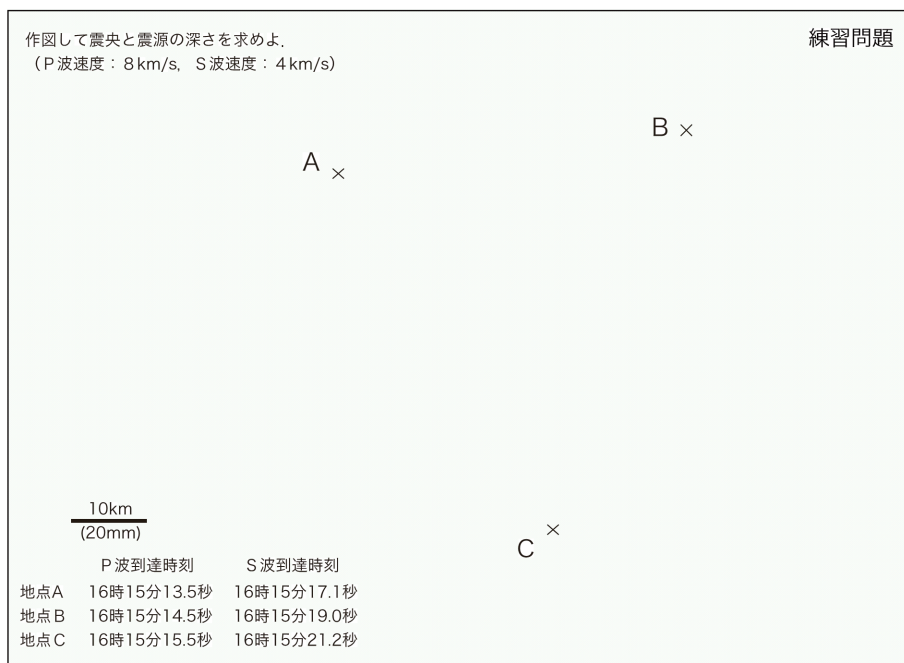 作図して震央と震源の深さを求めよ.
練習問題
（P波速度：8km/s, S波速度：4km/s）
B ×
A ×
10km
(20mm)
C ×
P波到達時刻 S波到達時刻
地点A 16時15分13.5秒 16時15分17.1秒
地点B 16時15分14.5秒 16時15分19.0秒
地点C 16時15分15.5秒 16時15分21.2秒